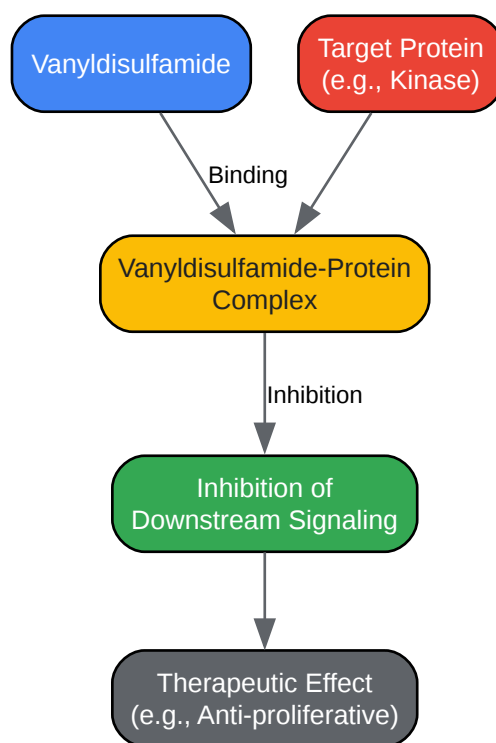 Vanyldisulfamide
Target Protein
(e.g., Kinase)
Binding
Vanyldisulfamide-Protein
Complex
Inhibition
Inhibition of
Downstream Signaling
Therapeutic Effect
(e.g., Anti-proliferative)